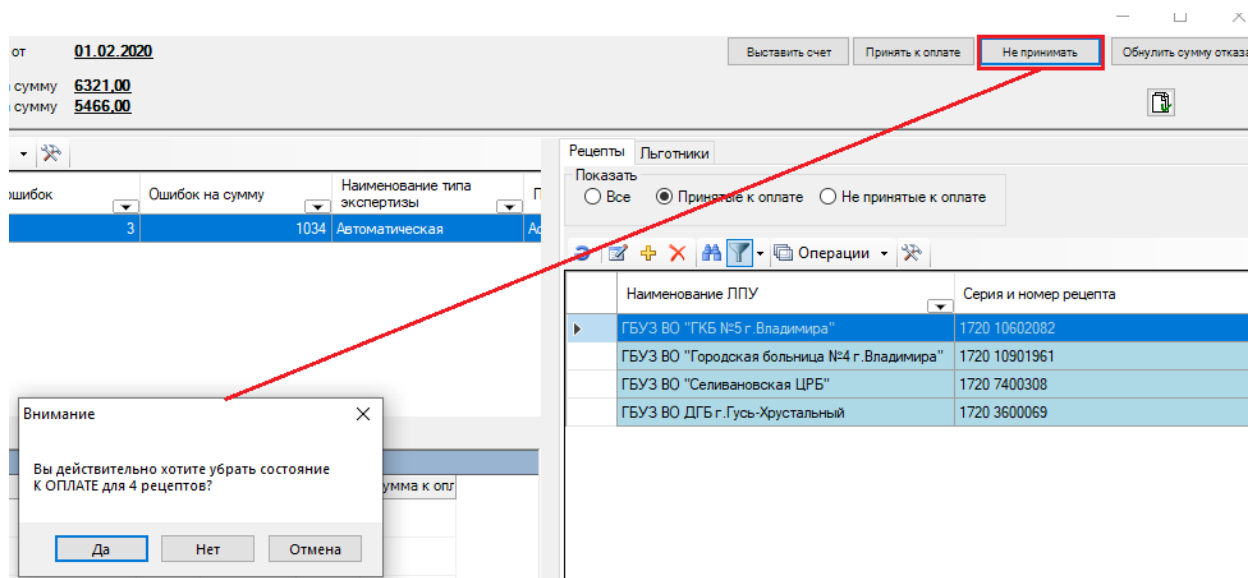 от 01.02.2020
Выставить счет
Принять к оплате
Не принимать
Обнулить сумму отказа
сумму 6321,00
сумму 5466,00
Рецепты
Льготники
Показать
Все
Принятые к оплате
Не принятые к оплате
ошибок
Ошибок на сумму
Наименование типа
экспертизы
3
1034
Автоматическая
Операции
Наименование ЛПУ
Серия и номер рецепта
ГБУЗ ВО "ГКБ №5 г.Владимира"
1720 10602082
ГБУЗ ВО "Городская больница №4 г.Владимира"
1720 10901961
ГБУЗ ВО "Селивановская ЦРБ"
1720 7400308
ГБУЗ ВО ДГБ г.Гусь-Хрустальный
1720 3600069
Внимание
Вы действительно хотите убрать состояние
К ОПЛАТЕ для 4 рецептов?
Да
Нет
Отмена
умма к опл